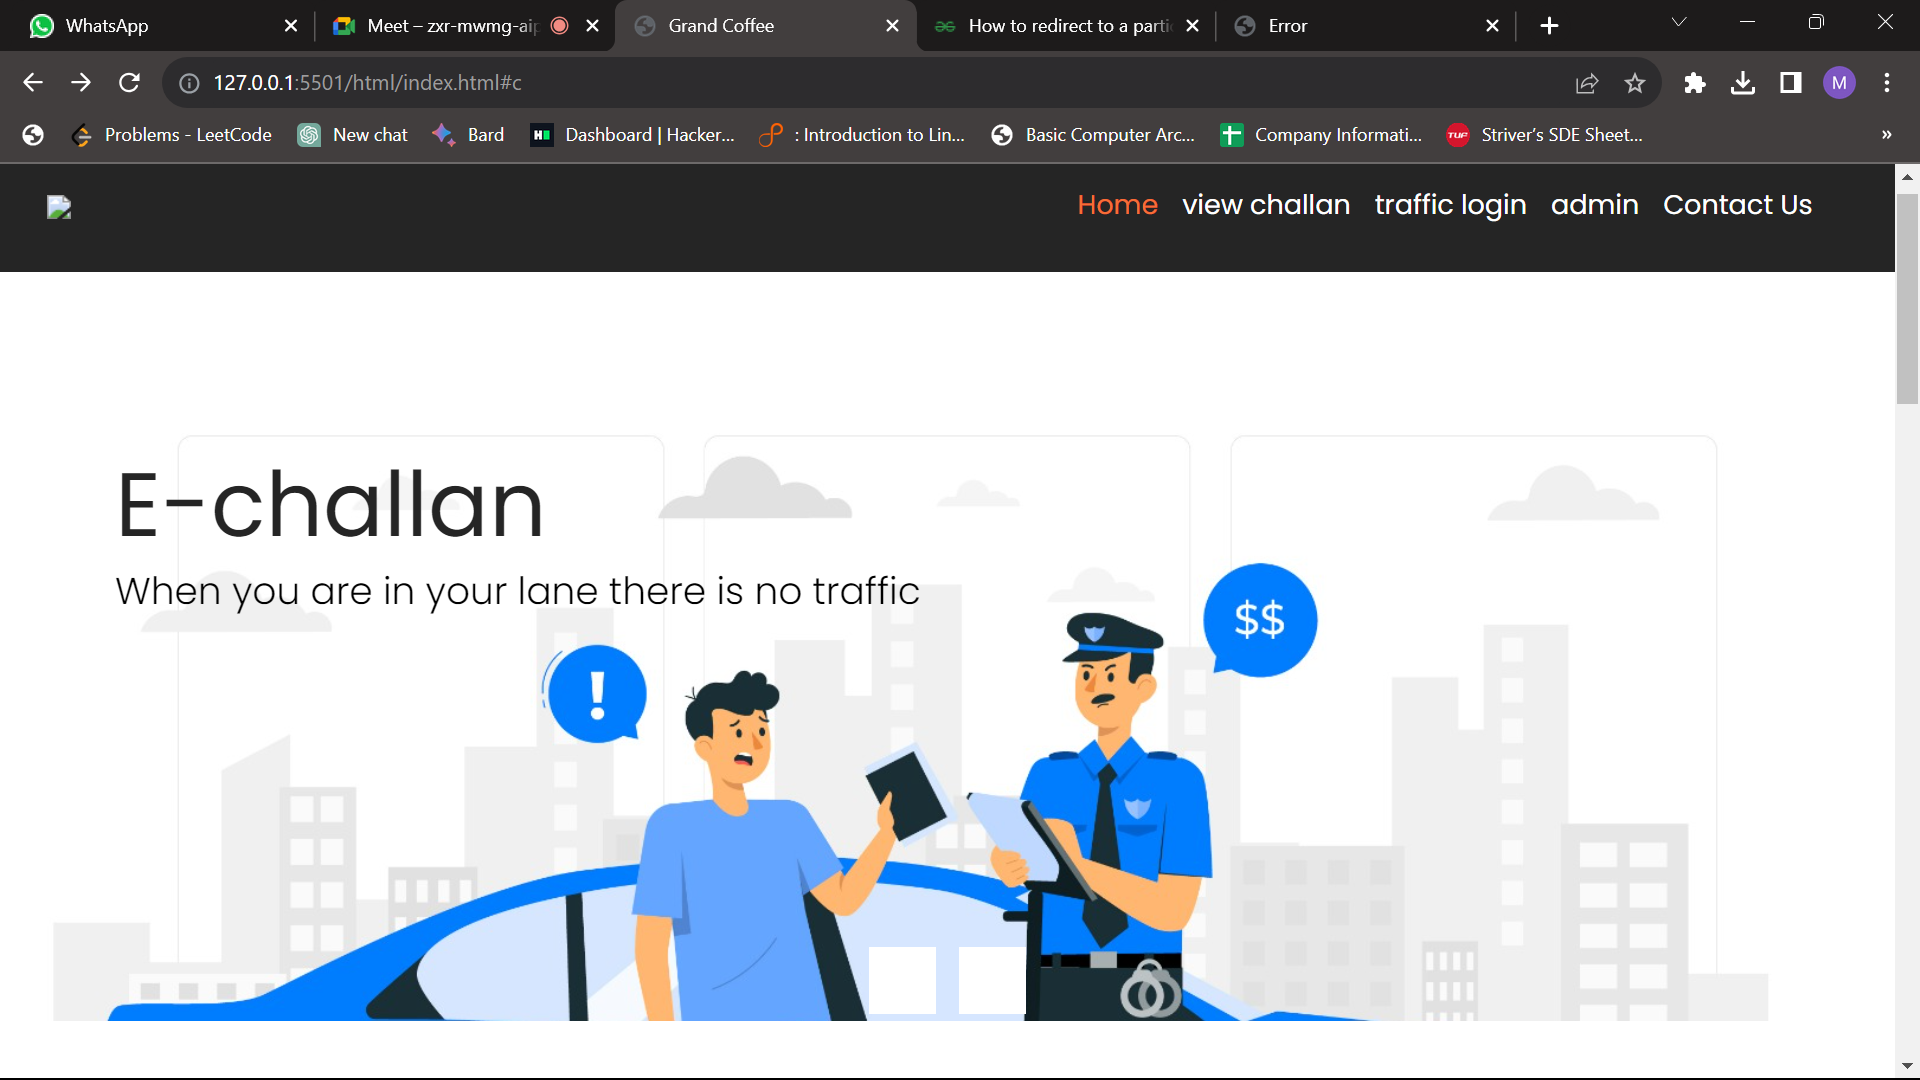 WhatsApp
Meet – zxr-mwmg-aip
Grand Coffee
How to redirect to a partic
Error
127.0.0.1:5501/html/index.html#c
M
Problems - LeetCode
New chat
Bard
Dashboard | Hacker...
: Introduction to Lin...
Basic Computer Arc...
Company Informati...
TUF
Striver's SDE Sheet...
»
Home
view challan
traffic login
admin
Contact Us
E-challan
When you are in your lane there is no traffic
$$
!